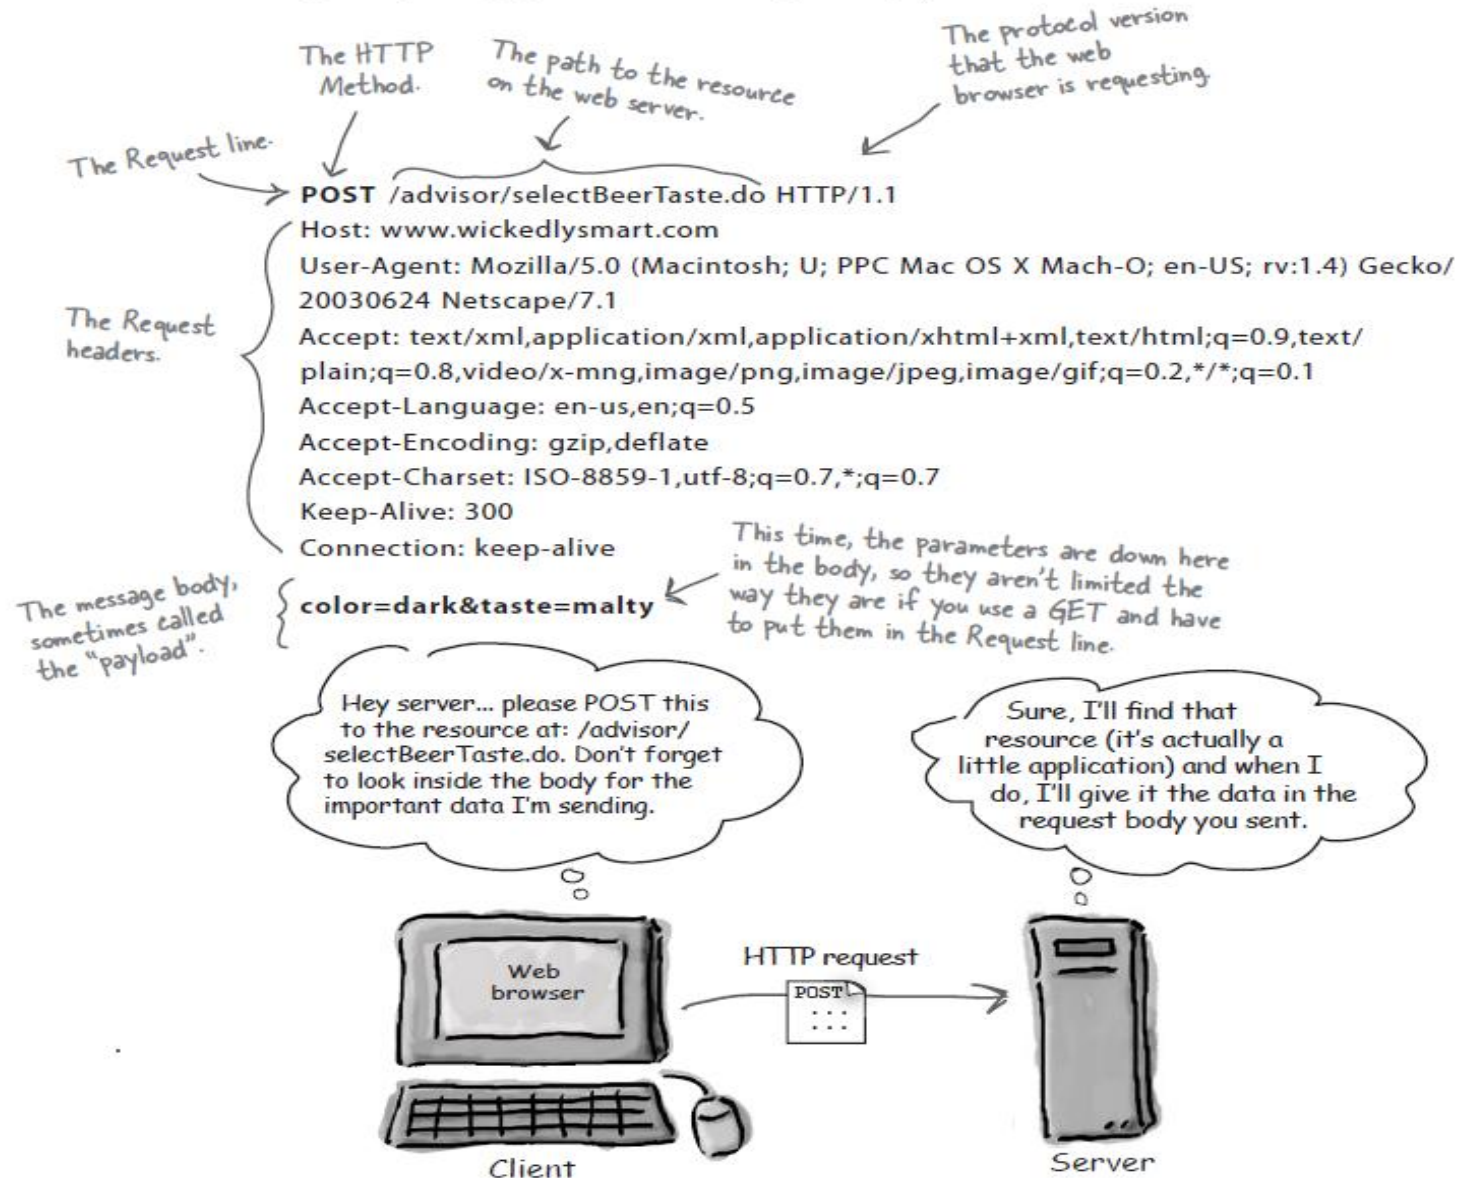 The HTTP
Method.
The path to the resource
on the web server.
The protocol version
that the web
browser is requesting.
The Request line.
POST /advisor/selectBeerTaste.do HTTP/1.1
Host: www.wickedlysmart.com
User-Agent: Mozilla/5.0 (Macintosh; U; PPC Mac OS X Mach-O; en-US; rv:1.4) Gecko/
20030624 Netscape/7.1
Accept: text/xml,application/xml,application/xhtml+xml,text/html;q=0.9,text/
plain;q=0.8,video/x-mng,image/png,image/jpeg,image/gif;q=0.2,*/*;q=0.1
Accept-Language: en-us,en;q=0.5
Accept-Encoding: gzip,deflate
Accept-Charset: ISO-8859-1,utf-8;q=0.7,*;q=0.7
Keep-Alive: 300
Connection: keep-alive
The Request
headers.
color=dark&taste=malty
The message body,
sometimes called
the "payload".
This time, the parameters are down here
in the body, so they aren't limited the
way they are if you use a GET and have
to put them in the Request line.
Hey server... please POST this
to the resource at: /advisor/
selectBeerTaste.do. Don't forget
to look inside the body for the
important data I'm sending.
Sure, I'll find that
resource (it's actually a
little application) and when I
do, I'll give it the data in the
request body you sent.
Web
browser
HTTP request
POST
Client
Server